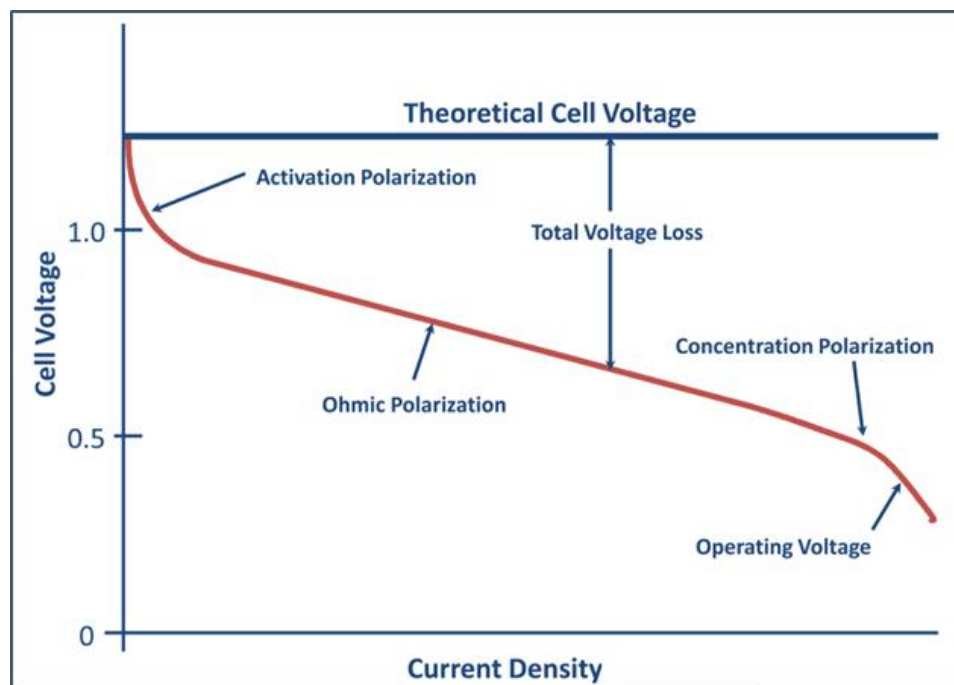 Theoretical Cell Voltage
Activation Polarization
1.0
Total Voltage Loss
Cell Voltage
Concentration Polarization
Ohmic Polarization
0.5
Operating Voltage
0
Current Density